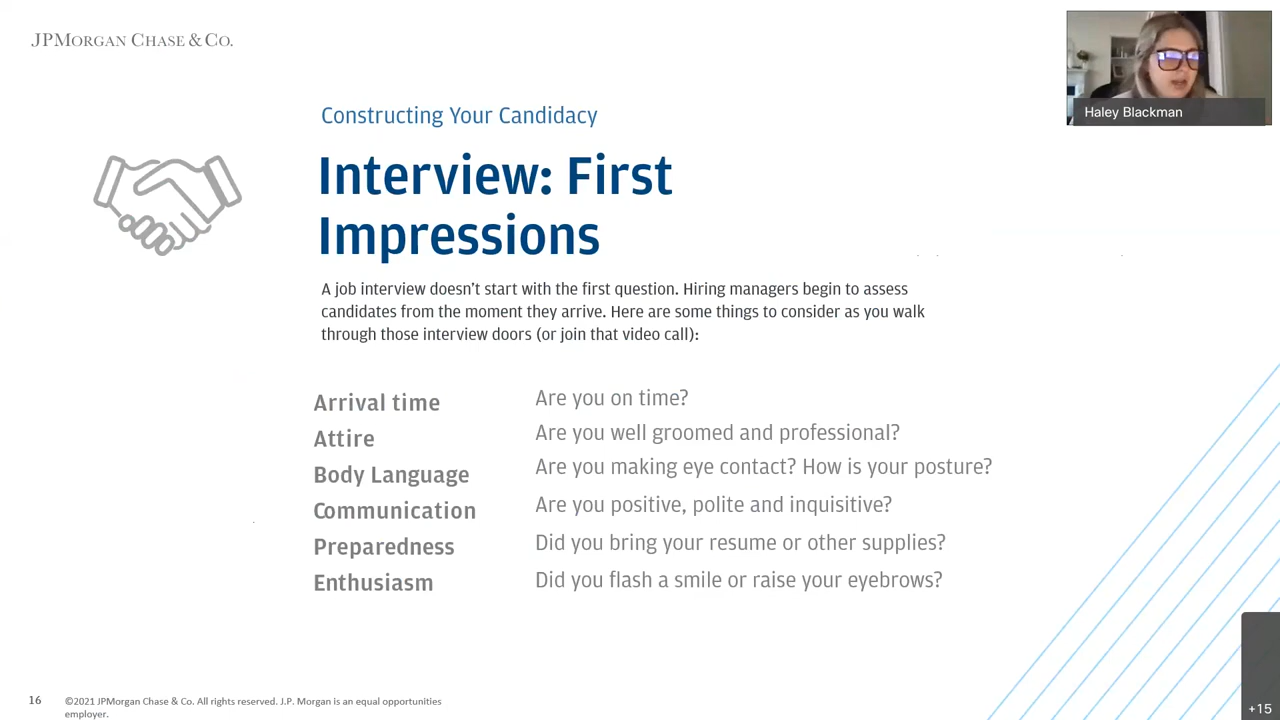 JPMORGAN CHASE & CO.
Haley Blackman
Constructing Your Candidacy
Interview: First
Impressions
A job interview doesn't start with the first question. Hiring managers begin to assess
candidates from the moment they arrive. Here are some things to consider as you walk
through those interview doors (or join that video call):
Arrival time Are you on time?
Attire Are you well groomed and professional?
Body Language Are you making eye contact? How is your posture?
Communication Are you positive, polite and inquisitive?
Preparedness Did you bring your resume or other supplies?
Enthusiasm Did you flash a smile or raise your eyebrows?
16 ©2021 JPMorgan Chase & Co. All rights reserved. J.P. Morgan is an equal opportunities
employer.
+15